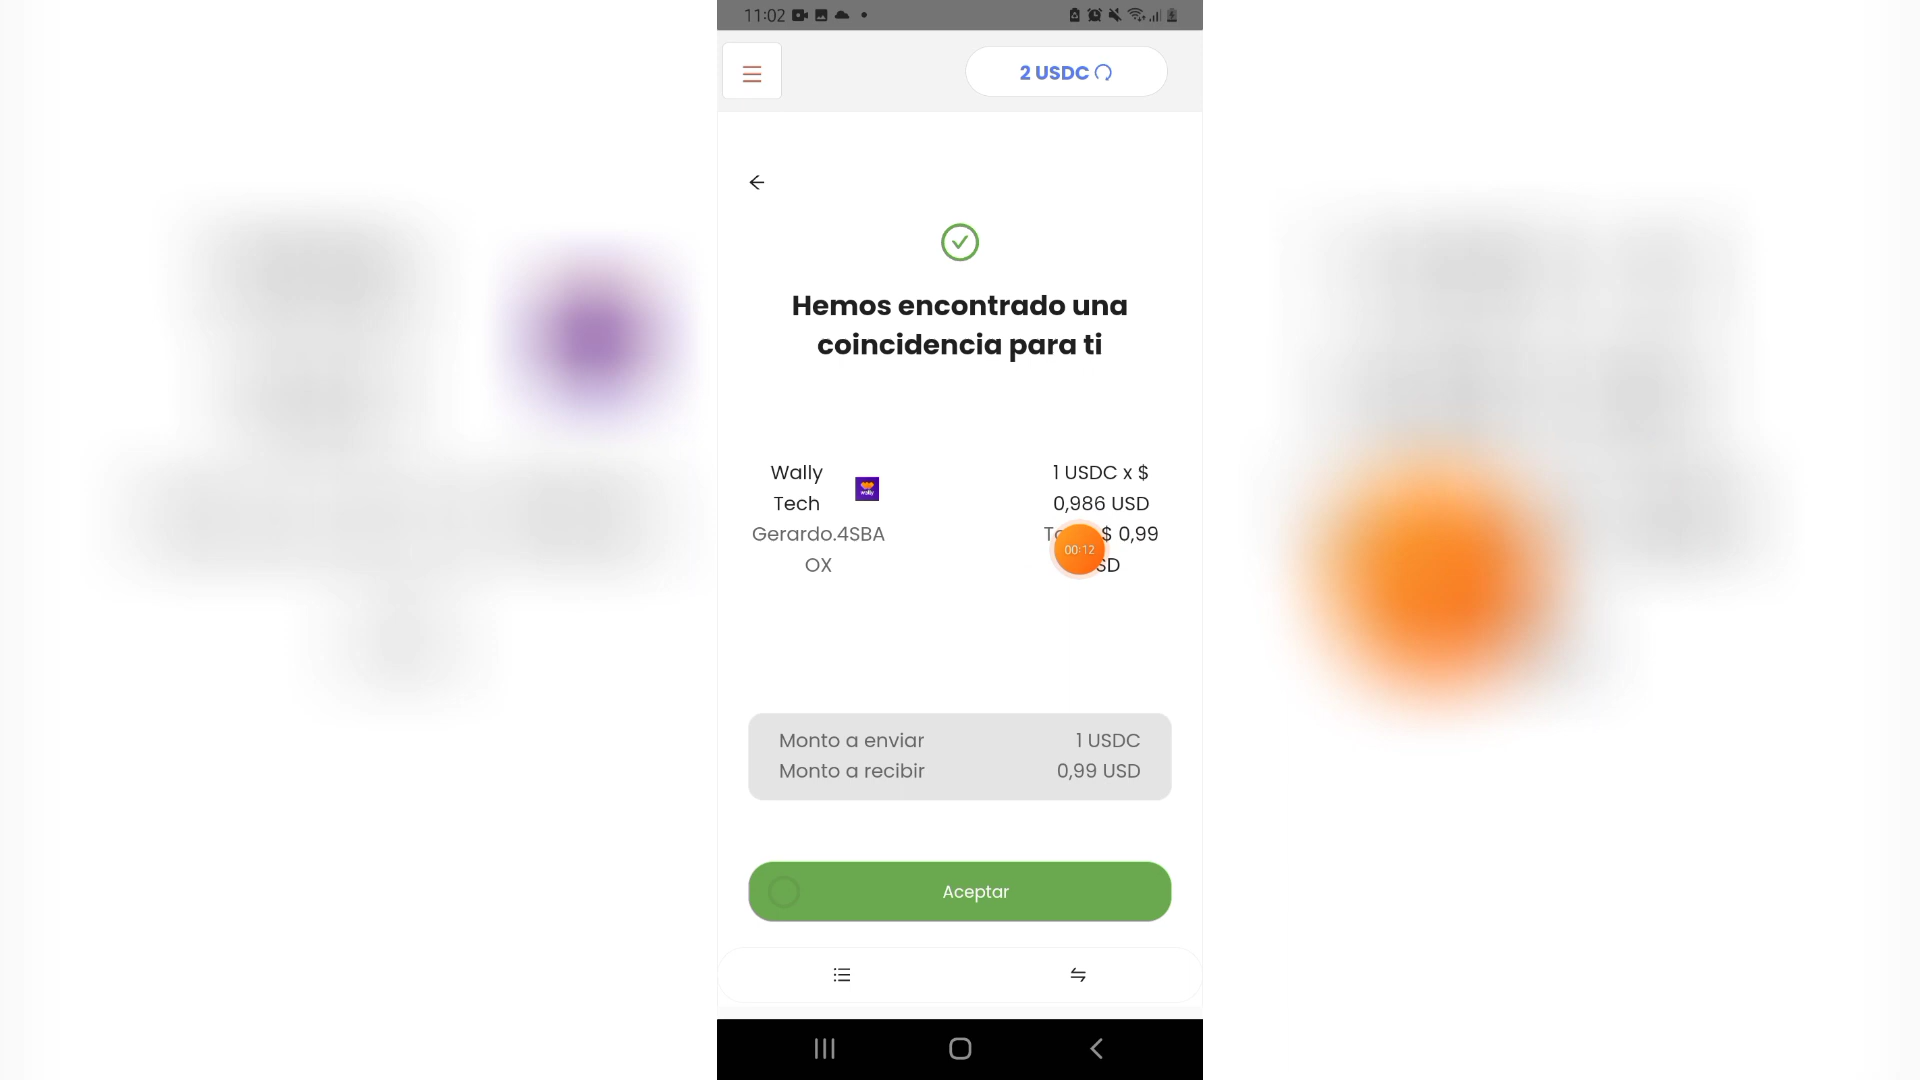 11:02
2 USDC
Hemos encontrado una
coincidencia para ti
Wally
Tech
wally
Gerardo.4SBA
OX
1 USDC x $
0,986 USD
$ 0,99
00:12
Monto a enviar 1 USDC
Monto a recibir 0,99 USD
Aceptar